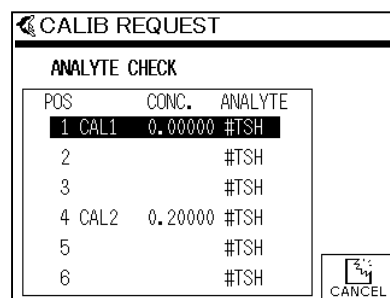 CALIB REQUEST
ANALYTE CHECK
POS CONC. ANALYTE
1 CAL1 0.00000 #TSH
2 #TSH
3 #TSH
4 CAL2 0.20000 #TSH
5 #TSH
6 #TSH
CANCEL